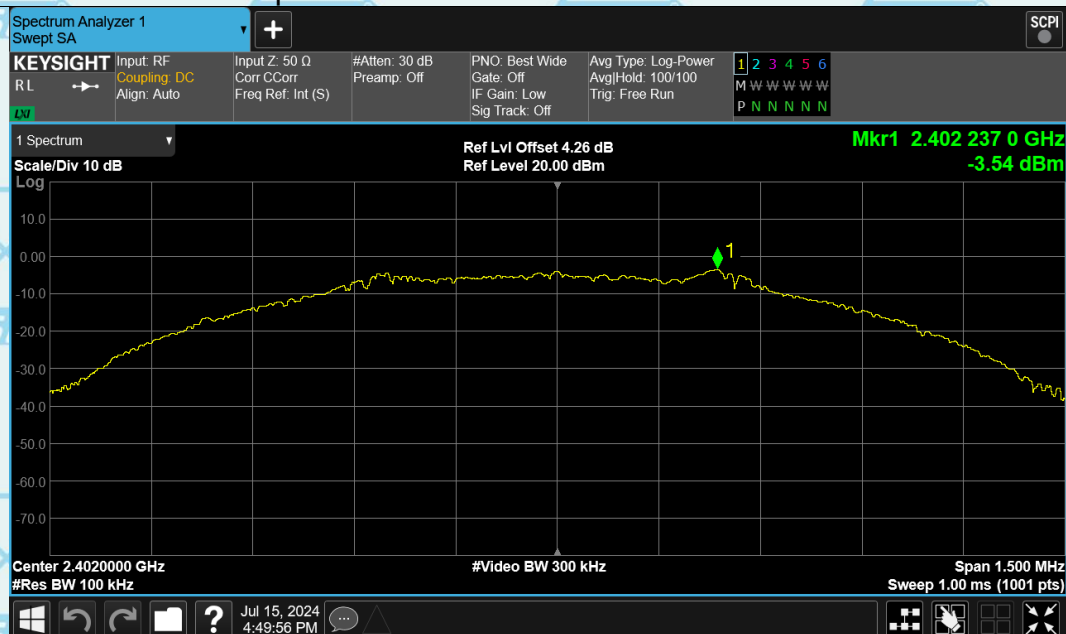 Spectrum Analyzer 1
Swept SA
+
SCPI
KEYSIGHT
R L
LXI
Input: RF
Coupling: DC
Align: Auto
Input Z: 50 Ω
Corr CCorr
Freq Ref: Int (S)
#Atten: 30 dB
Preamp: Off
PNO: Best Wide
Gate: Off
IF Gain: Low
Sig Track: Off
Avg Type: Log-Power
Avg|Hold: 100/100
Trig: Free Run
1 2 3 4 5 6
M W W W W W W
P N N N N N N
1 Spectrum
Scale/Div 10 dB
Log
Ref Lvl Offset 4.26 dB
Ref Level 20.00 dBm
Mkr1 2.402 237 0 GHz
-3.54 dBm
1
10.0
0.00
-10.0
-20.0
-30.0
-40.0
-50.0
-60.0
-70.0
Center 2.4020000 GHz
#Video BW 300 kHz
Span 1.500 MHz
#Res BW 100 kHz
Sweep 1.00 ms (1001 pts)
?
Jul 15, 2024
4:49:56 PM